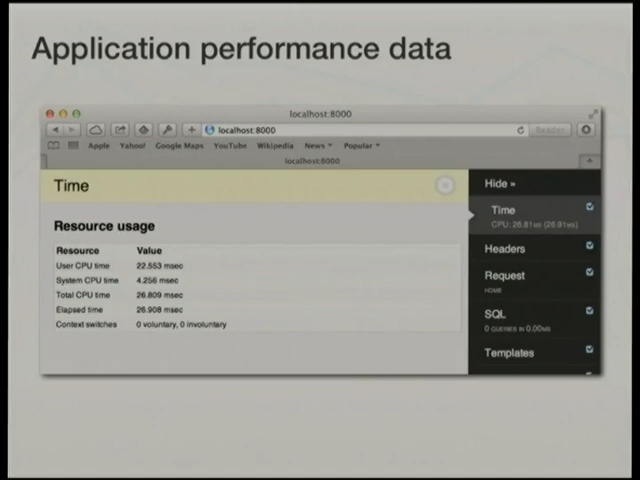 Application performance data
localhost:8000
localhost:8000
Reader
Apple Yahoo! Google Maps YouTube Wikipedia News Popular
localhost:8000
Time
Hide »
Time
CPU: 26.81ms (26.91ms)
Resource usage
Resource Value
User CPU time 22.553 msec
System CPU time 4.256 msec
Total CPU time 26.809 msec
Elapsed time 26.908 msec
Context switches 0 voluntary, 0 involuntary
Headers
Request
HOME
SQL
0 QUERIES IN 0.00MS
Templates